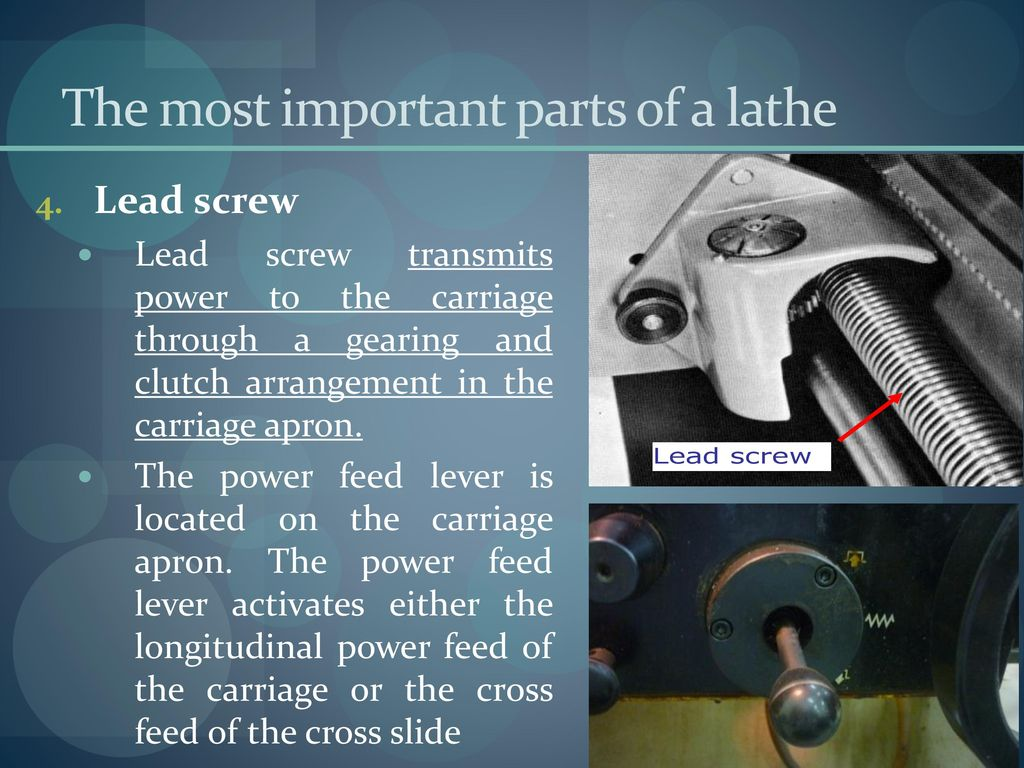 The most important parts of a lathe
4. Lead screw
• Lead screw transmits
power to the carriage
through a gearing and
clutch arrangement in the
carriage apron.
• The power feed lever is
located on the carriage
apron. The power feed
lever activates either the
longitudinal power feed of
the carriage or the cross
feed of the cross slide
Lead screw